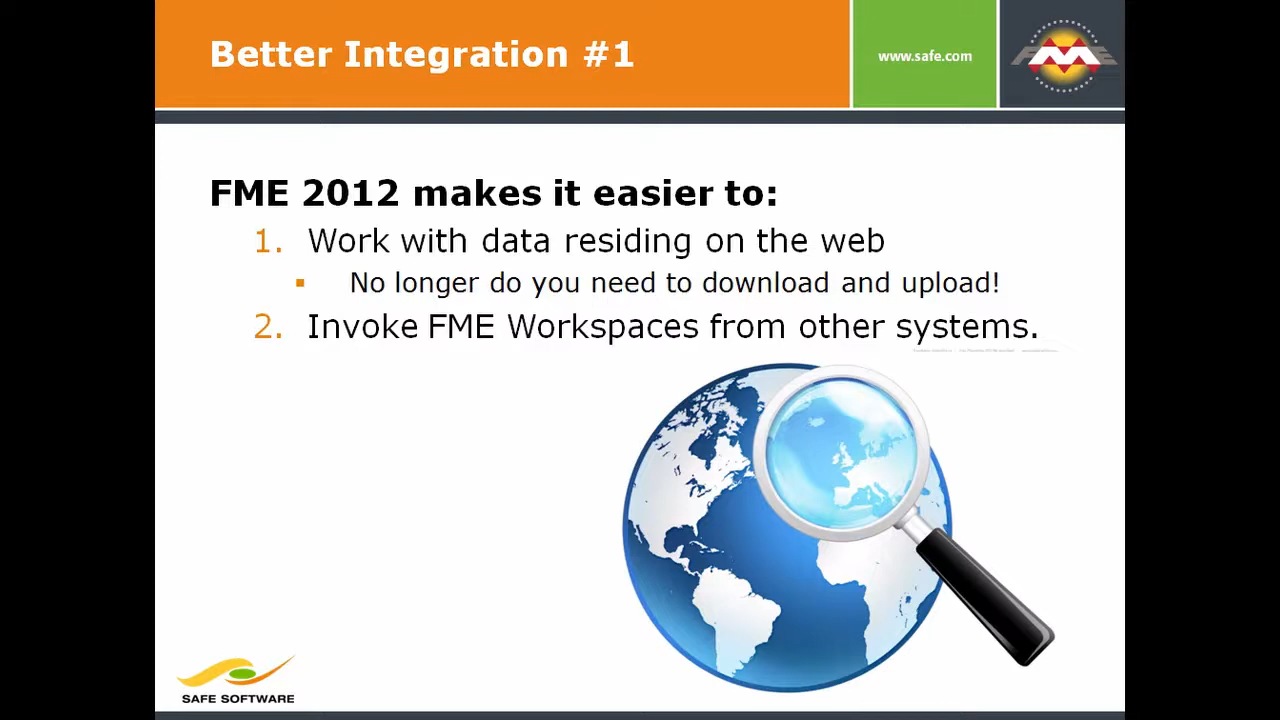 Better Integration #1
www.safe.com
FME
FME 2012 makes it easier to:
1. Work with data residing on the web
▪ No longer do you need to download and upload!
2. Invoke FME Workspaces from other systems.
SAFE SOFTWARE